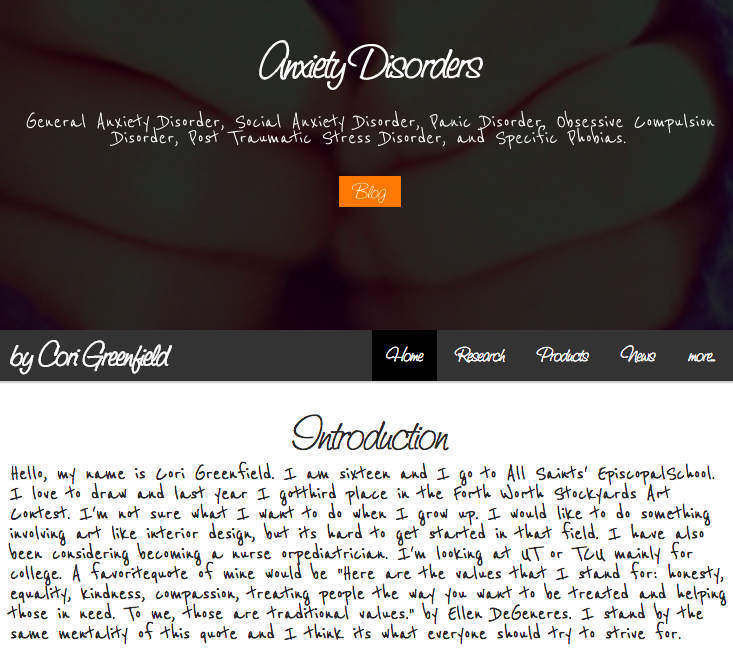 Anxiety Disorders
General Anxiety Disorder, Social Anxiety Disorder, Panic Disorder, Obsessive Compulsion
Disorder, Post Traumatic Stress Disorder, and Specific Phobias.
Blog
by Cori Greenfield
Home Research Products News more...
Introduction
Hello, my name is Cori Greenfield. I am sixteen and I go to All Saints' EpiscopalSchool.
I love to draw and last year I gotthird place in the Forth Worth Stockyards Art
Contest. I'm not sure what I want to do when I grow up. I would like to do something
involving art like interior design, but its hard to get started in that field. I have also
been considering becoming a nurse orpediatrician. I'm looking at UT or TCU mainly for
college. A favoritequote of mine would be "Here are the values that I stand for: honesty,
equality, kindness, compassion, treating people the way you want to be treated and helping
those in need. To me, those are traditional values." by Ellen DeGeneres. I stand by the
same mentality of this quote and I think its what everyone should try to strive for.